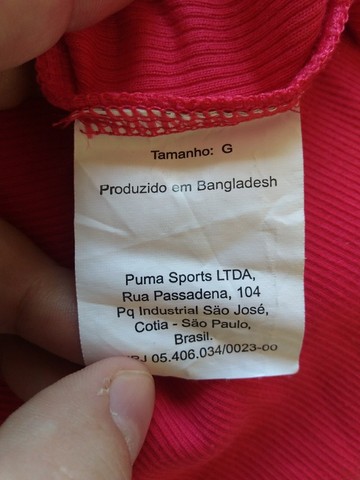 Tamanho: G
Produzido em Bangladesh
Puma Sports LTDA,
Rua Passadena, 104
Pq Industrial São José,
Cotia - São Paulo,
Brasil.
05.406.034/0023-00